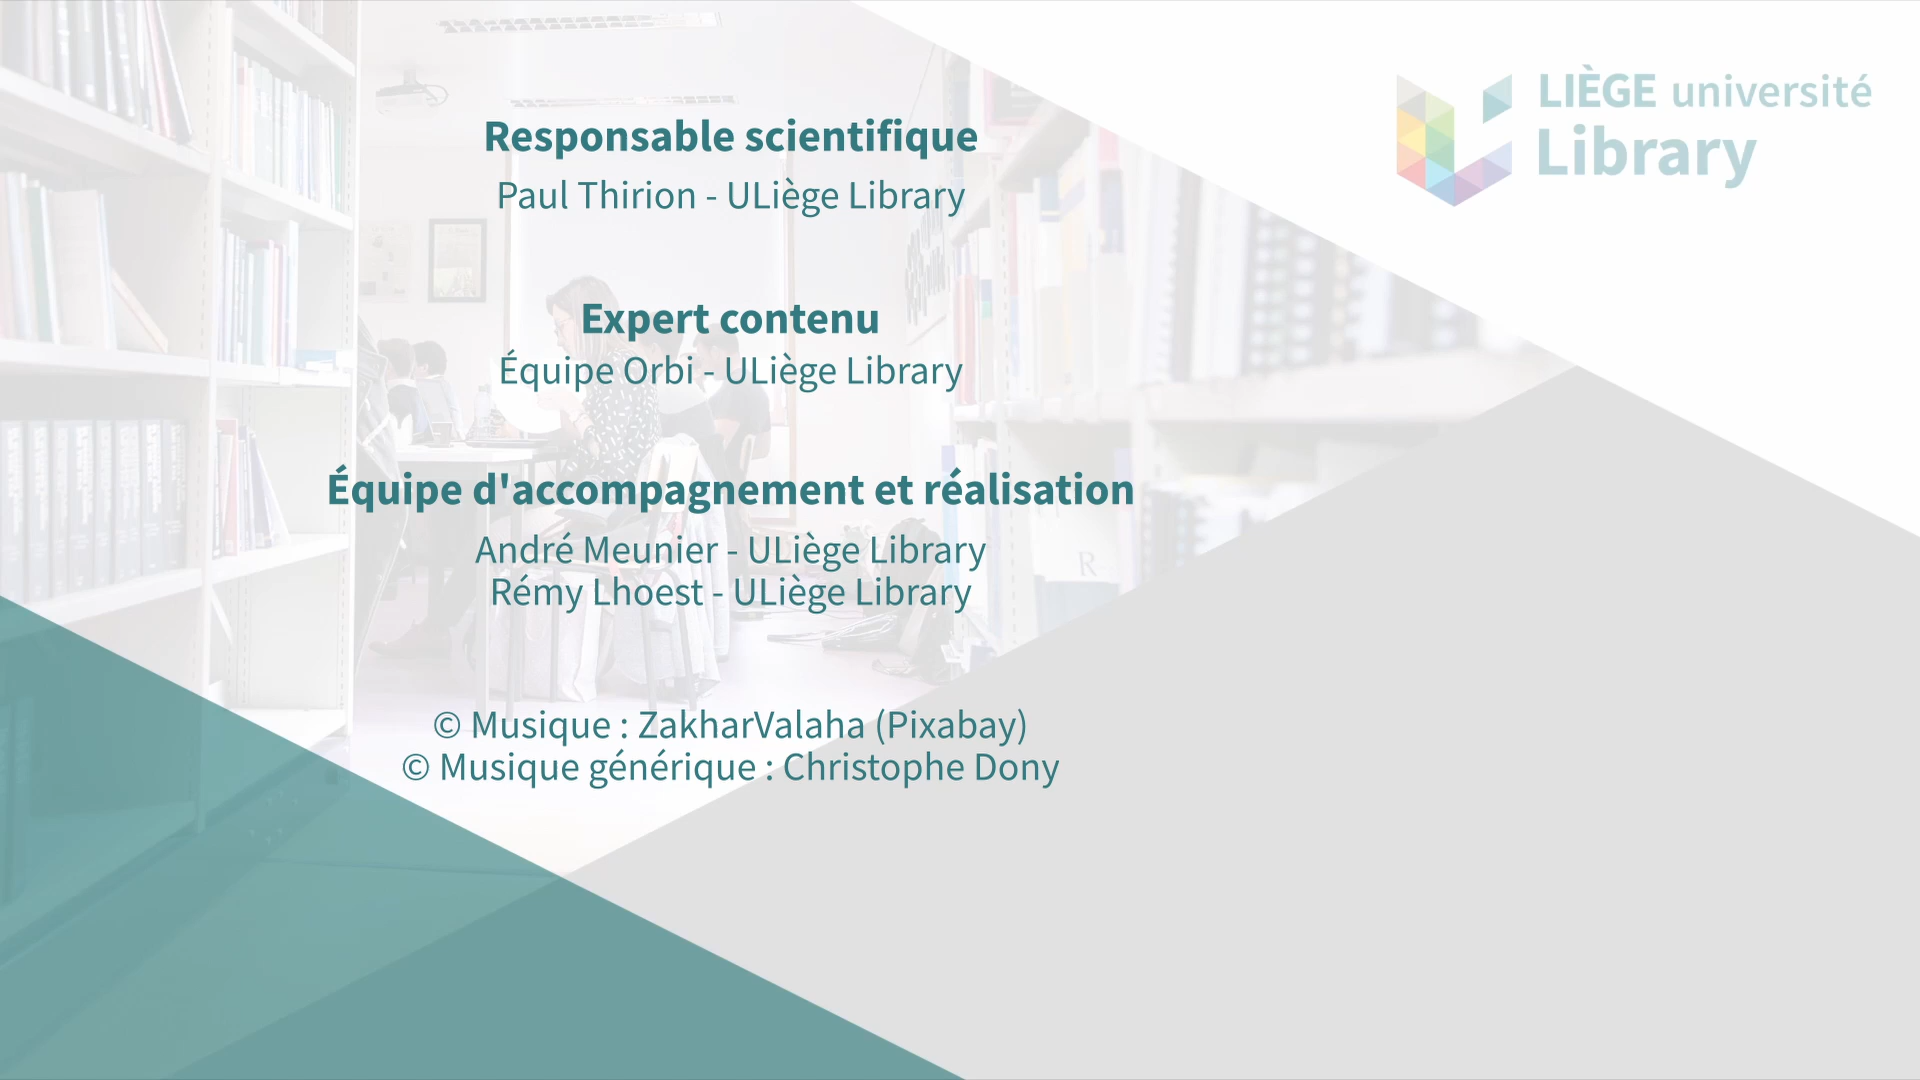 LIÈGE université
Library
Responsable scientifique
Paul Thirion - ULiège Library
Expert contenu
Équipe Orbi - ULiège Library
Équipe d'accompagnement et réalisation
André Meunier - ULiège Library
Rémy Lhoest - ULiège Library
© Musique : ZakharValaha (Pixabay)
© Musique générique : Christophe Dony